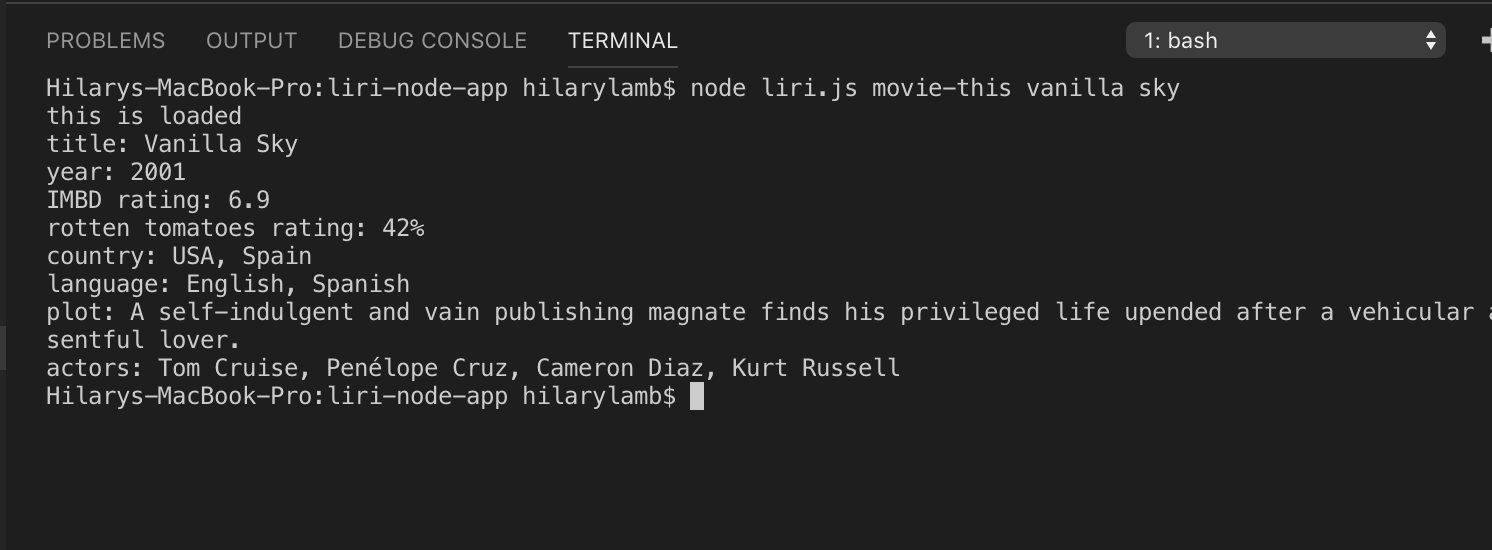 PROBLEMS OUTPUT DEBUG CONSOLE TERMINAL 1: bash
Hilarys-MacBook-Pro:liri-node-app hilarylamb$ node liri.js movie-this vanilla sky
this is loaded
title: Vanilla Sky
year: 2001
IMBD rating: 6.9
rotten tomatoes rating: 42%
country: USA, Spain
language: English, Spanish
plot: A self-indulgent and vain publishing magnate finds his privileged life upended after a vehicular
sentful lover.
actors: Tom Cruise, Penélope Cruz, Cameron Diaz, Kurt Russell
Hilarys-MacBook-Pro:liri-node-app hilarylamb$